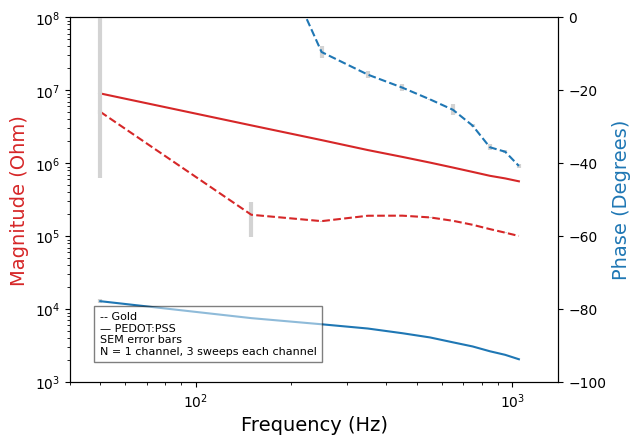 10^8
10^7
10^6
10^5
10^4
10^3
Magnitude (Ohm)
0
−20
−40
−60
−80
−100
Phase (Degrees)
-- Gold
— PEDOT:PSS
SEM error bars
N = 1 channel, 3 sweeps each channel
10^2
10^3
Frequency (Hz)